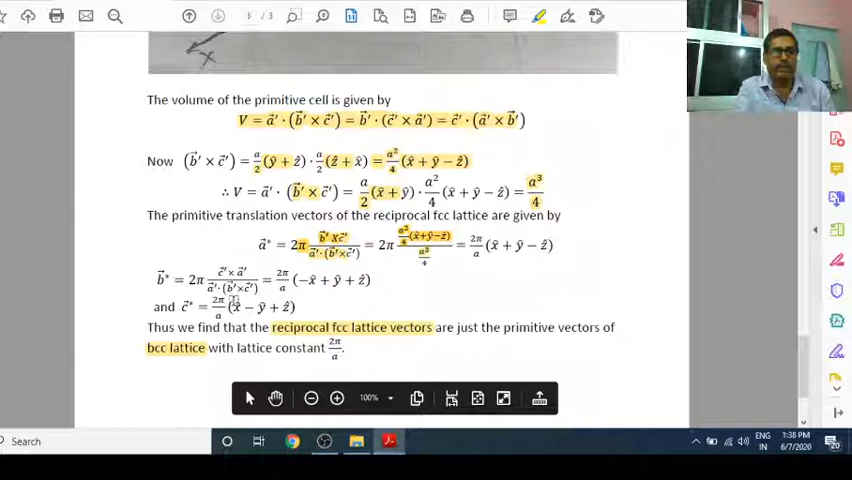 3 / 3
x
The volume of the primitive cell is given by
V = a⃗′ · (b⃗′ × c⃗′) = b⃗′ · (c⃗′ × a⃗′) = c⃗′ · (a⃗′ × b⃗′)
Now (b⃗′ × c⃗′) = a/2 (ŷ + ẑ) · a/2 (ẑ + x̂) = a²/4 (x̂ + ŷ − ẑ)
∴ V = a⃗′ · (b⃗′ × c⃗′) = a/2 (x̂ + ŷ) · a²/4 (x̂ + ŷ − ẑ) = a³/4
The primitive translation vectors of the reciprocal fcc lattice are given by
a⃗* = 2π b⃗′ X c⃗′ / a⃗′·(b⃗′×c⃗′) = 2π a²/4 (x̂+ŷ−ẑ) / a³/4 = 2π/a (x̂ + ŷ − ẑ)
b⃗* = 2π c⃗′×a⃗′ / a⃗′·(b⃗′×c⃗′) = 2π/a (−x̂ + ŷ + ẑ)
and c⃗* = 2π/a (x̂ − ŷ + ẑ)
Thus we find that the reciprocal fcc lattice vectors are just the primitive vectors of
bcc lattice with lattice constant 2π/a.
100%
Search
ENG
IN
1:38 PM
6/7/2020
20